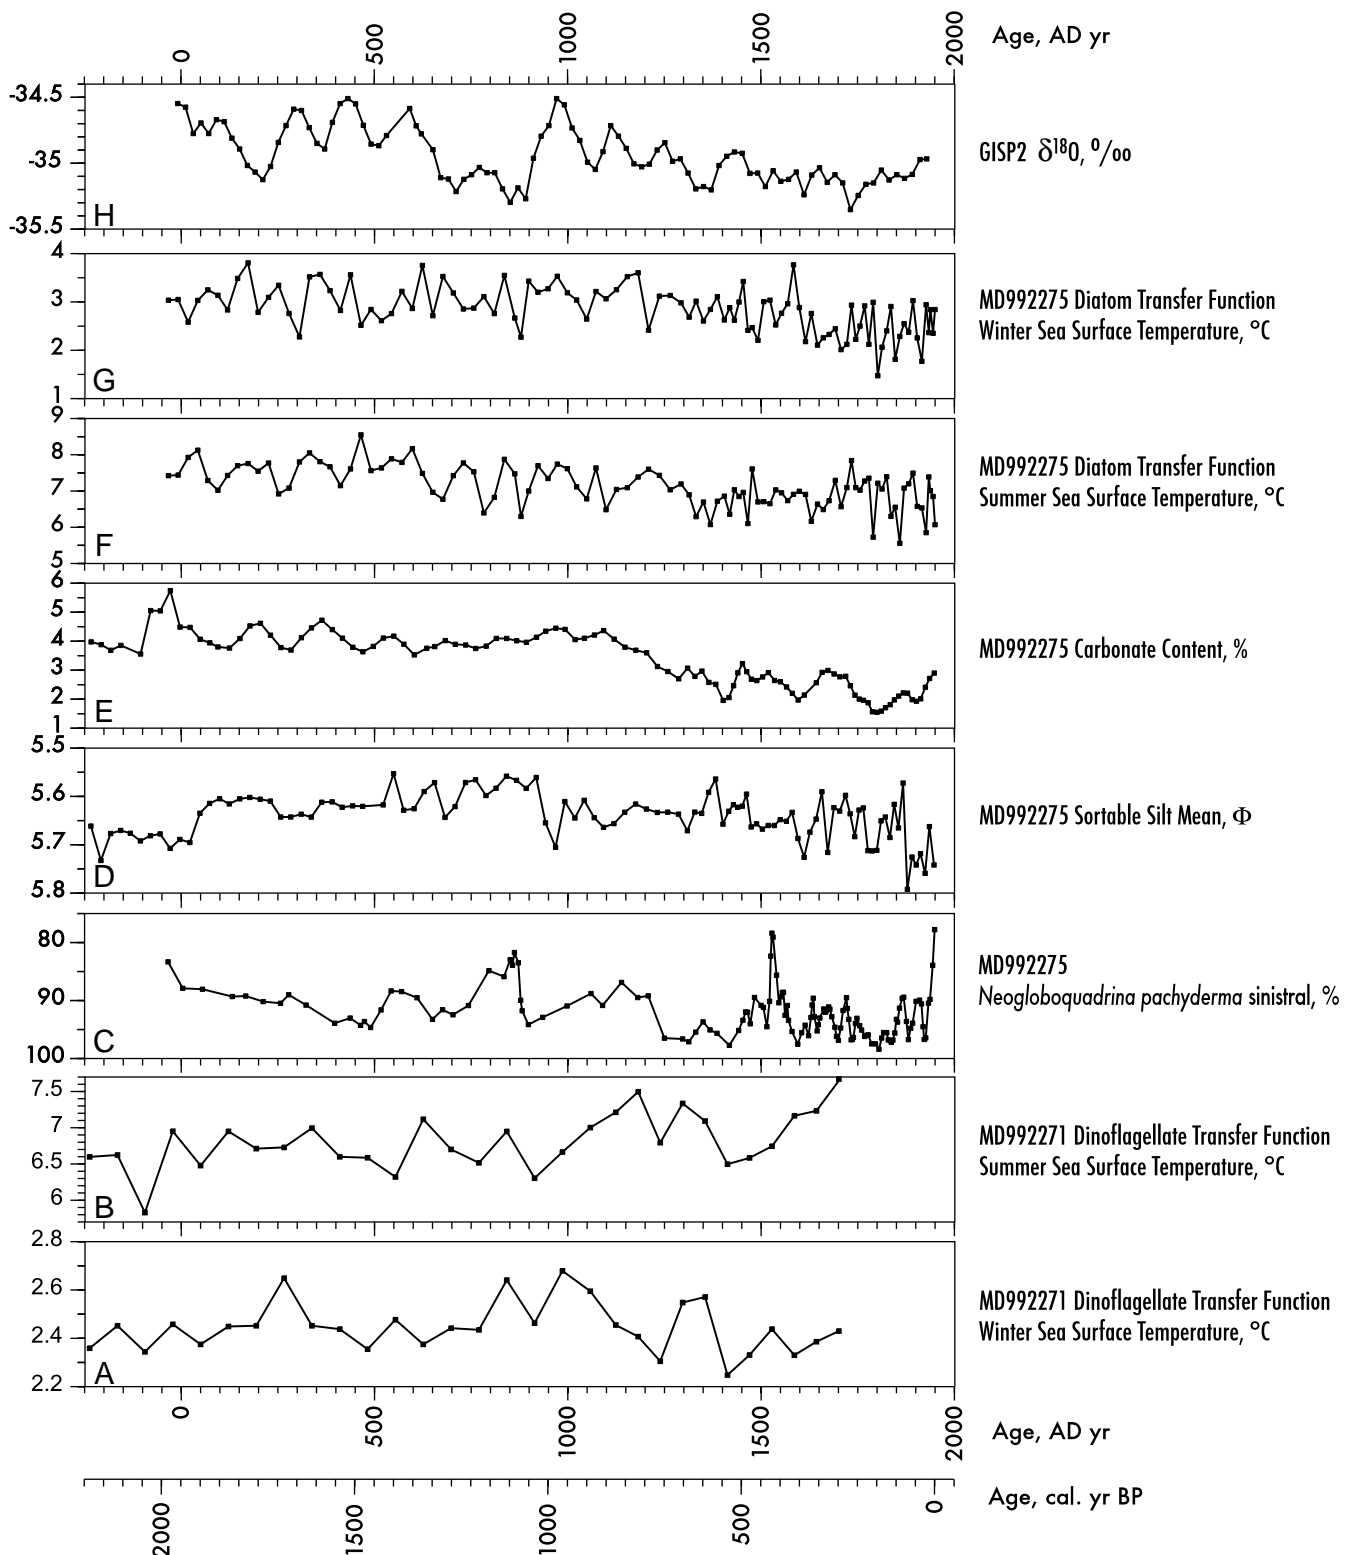 0 500 1000 1500 2000 Age, AD yr
-34.5
-35
-35.5
H
GISP2 δ¹⁸O, ⁰/₀₀
4
3
2
1
G
MD992275 Diatom Transfer Function
Winter Sea Surface Temperature, °C
9
8
7
6
5
F
MD992275 Diatom Transfer Function
Summer Sea Surface Temperature, °C
6
5
4
3
2
1
E
MD992275 Carbonate Content, %
5.5
5.6
5.7
5.8
D
MD992275 Sortable Silt Mean, Φ
80
90
100
C
MD992275
Neogloboquadrina pachyderma sinistral, %
7.5
7
6.5
6
B
MD992271 Dinoflagellate Transfer Function
Summer Sea Surface Temperature, °C
2.8
2.6
2.4
2.2
A
MD992271 Dinoflagellate Transfer Function
Winter Sea Surface Temperature, °C
0 500 1000 1500 2000 Age, AD yr
2000 1500 1000 500 0 Age, cal. yr BP